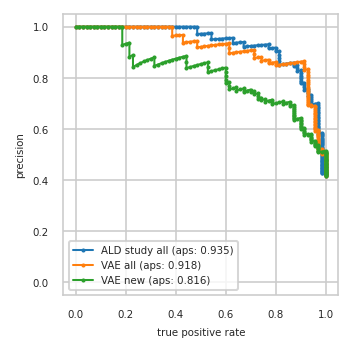 1.0
0.8
0.6
0.4
0.2
0.0
precision
ALD study all (aps: 0.935)
VAE all (aps: 0.918)
VAE new (aps: 0.816)
0.0 0.2 0.4 0.6 0.8 1.0
true positive rate